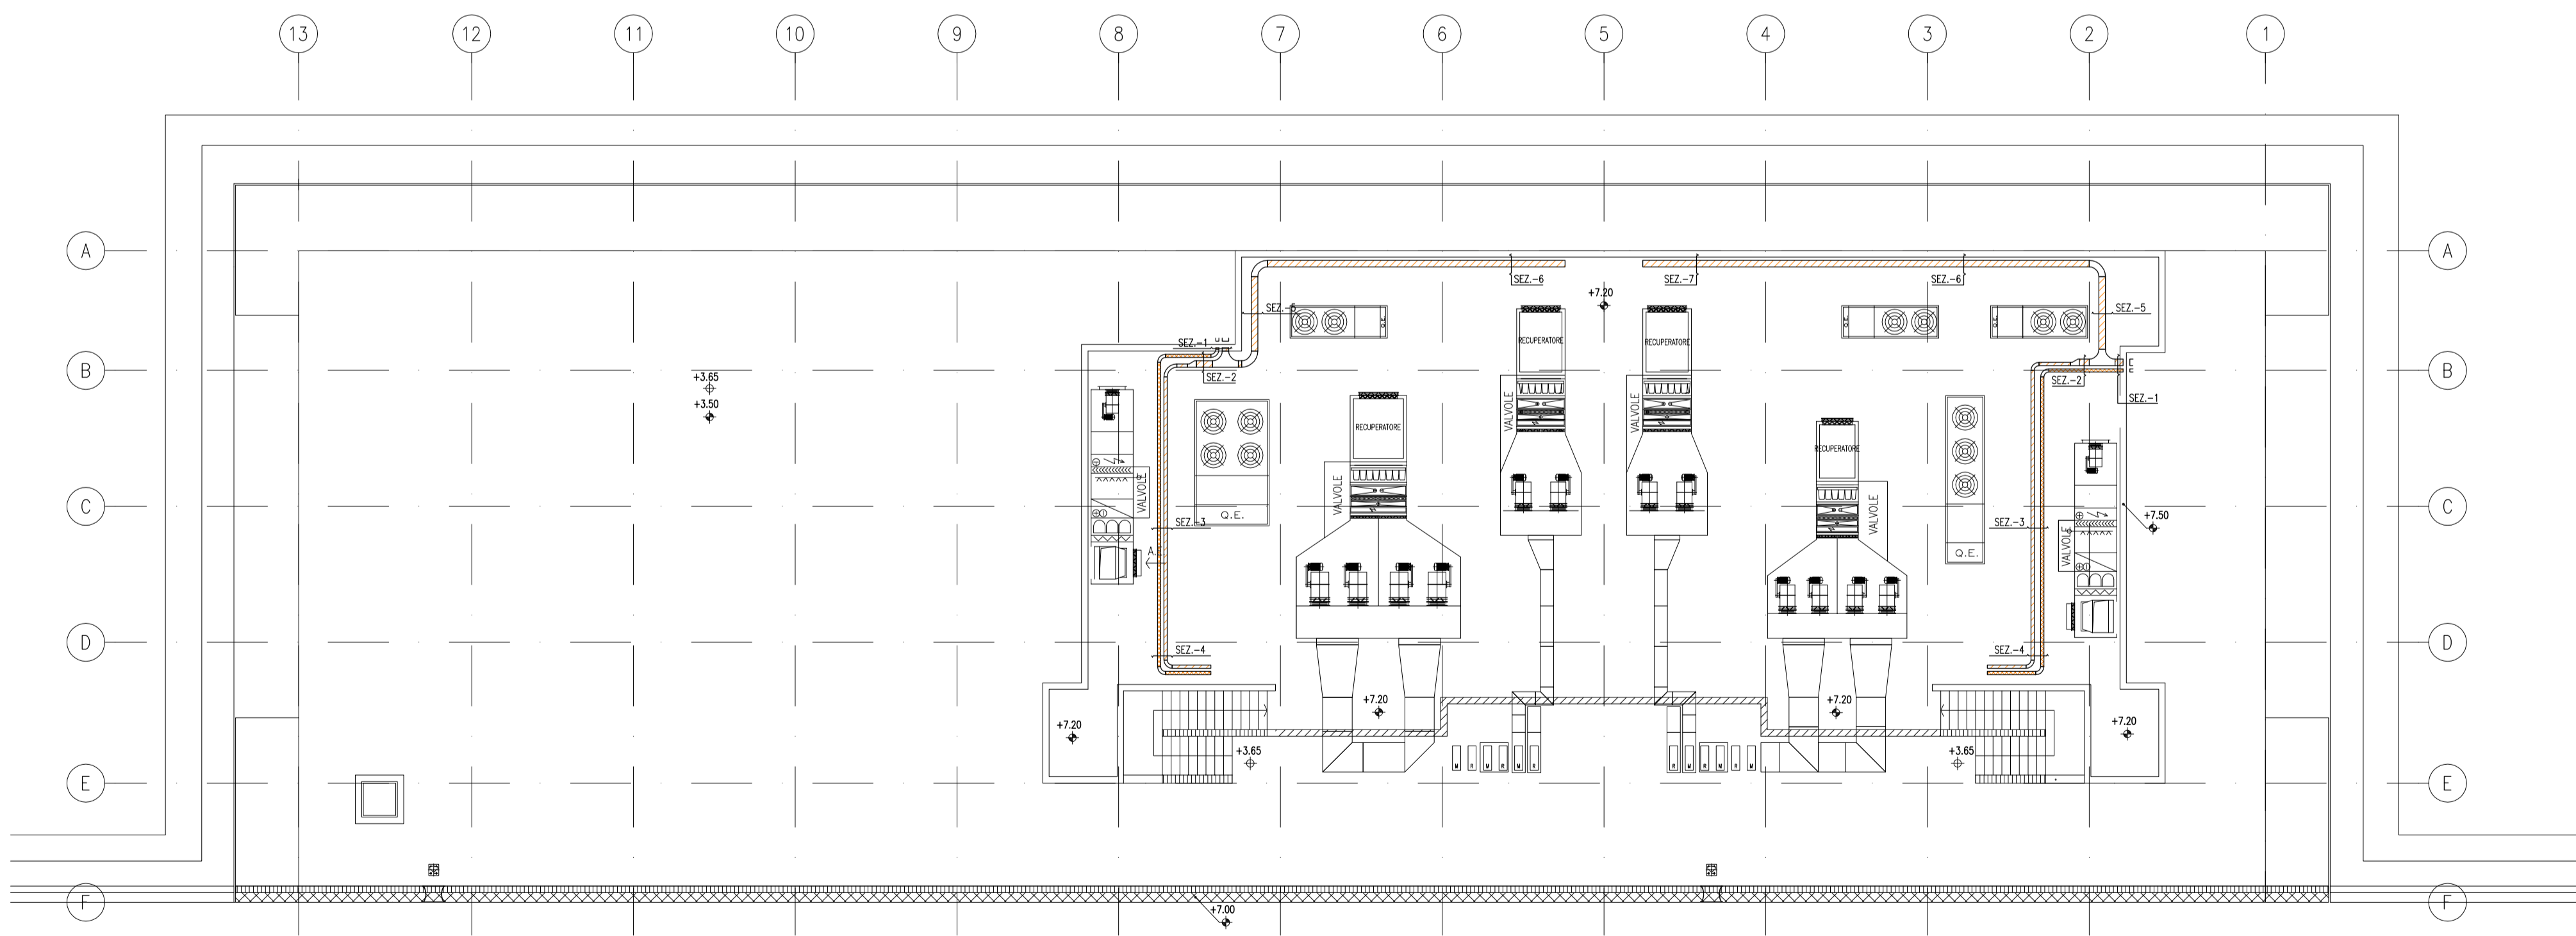 13 12 11 10 9 8 7 6 5 4 3 2 1
A A
SEZ.-6 SEZ.-7 SEZ.-6
+7.20
SEZ.-5 SEZ.-5
Q.E. Q.E. Q.E.
RECUPERATORE RECUPERATORE
SEZ.-1
B B
+3.65
SEZ.-2 SEZ.-2
SEZ.-1
+3.50
VALVOLE VALVOLE
RECUPERATORE
RECUPERATORE
VALVOLE VALVOLE VALVOLE
C C
Q.E.
+7.50
SEZ.-3 SEZ.-3
VALVOLE
A. Q.E.
D D
SEZ.-4 SEZ.-4
+7.20 +7.20
+7.20 +7.20
+3.65 +3.65
M R M R M R R M R M R M
E E
F F
+7.00